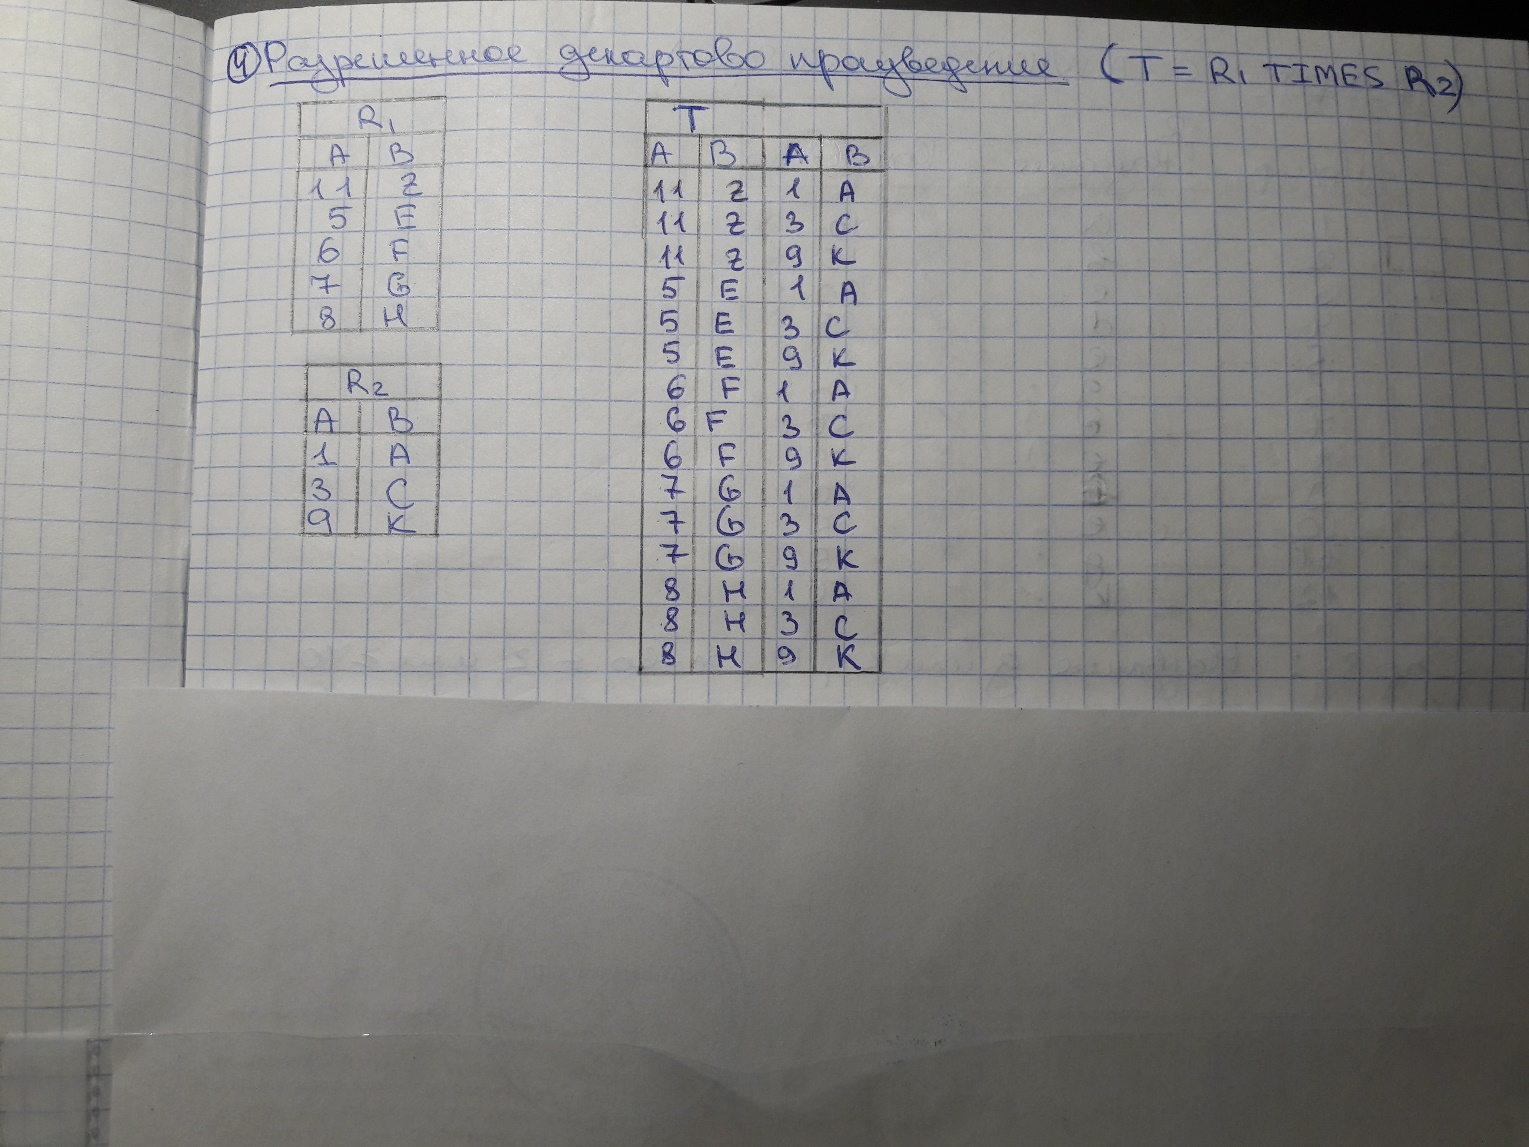 4 Разрешенное декартово произведение (T = R1 TIMES R2)
R1
A B
11 Z
5 E
6 F
7 G
8 H
R2
A B
1 A
3 C
9 K
T
A B A B
11 Z 1 A
11 Z 3 C
11 Z 9 K
5 E 1 A
5 E 3 C
5 E 9 K
6 F 1 A
6 F 3 C
6 F 9 K
7 G 1 A
7 G 3 C
7 G 9 K
8 H 1 A
8 H 3 C
8 H 9 K